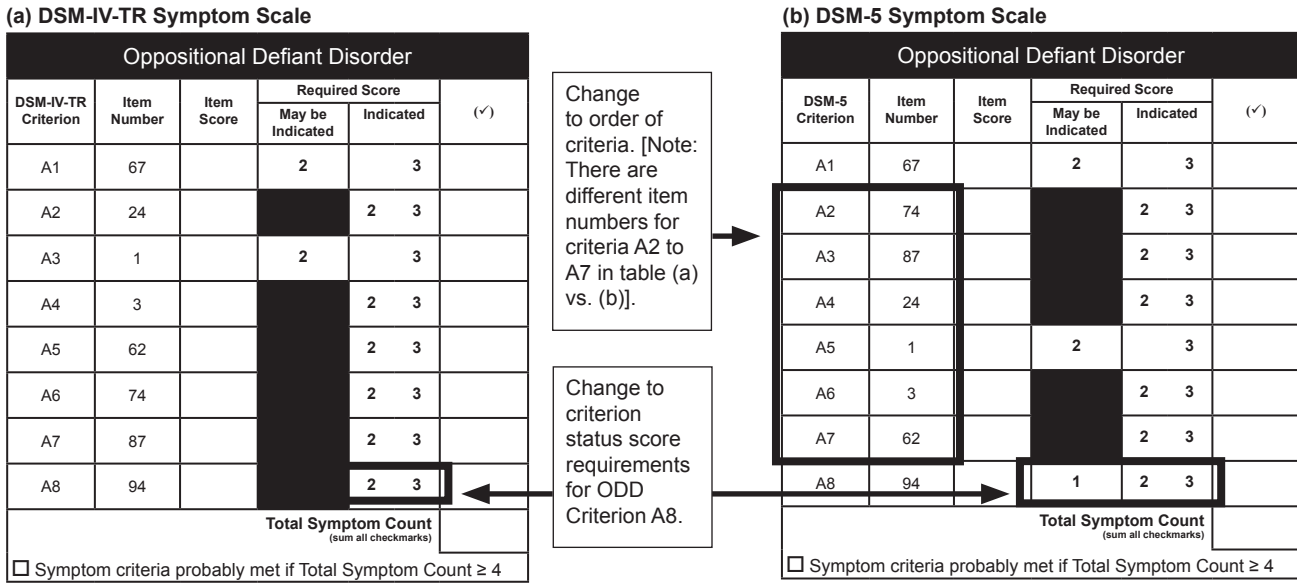 (a) DSM-IV-TR Symptom Scale
Oppositional Defiant Disorder
DSM-IV-TR Criterion Item Number Item Score Required Score (✓)
May be Indicated Indicated
A1 67 2 3
A2 24 2 3
A3 1 2 3
A4 3 2 3
A5 62 2 3
A6 74 2 3
A7 87 2 3
A8 94 2 3
Total Symptom Count
(sum all checkmarks)
☐ Symptom criteria probably met if Total Symptom Count ≥ 4
Change
to order of
criteria. [Note:
There are
different item
numbers for
criteria A2 to
A7 in table (a)
vs. (b)].
Change to
criterion
status score
requirements
for ODD
Criterion A8.
(b) DSM-5 Symptom Scale
Oppositional Defiant Disorder
DSM-5 Criterion Item Number Item Score Required Score (✓)
May be Indicated Indicated
A1 67 2 3
A2 74 2 3
A3 87 2 3
A4 24 2 3
A5 1 2 3
A6 3 2 3
A7 62 2 3
A8 94 1 2 3
Total Symptom Count
(sum all checkmarks)
☐ Symptom criteria probably met if Total Symptom Count ≥ 4